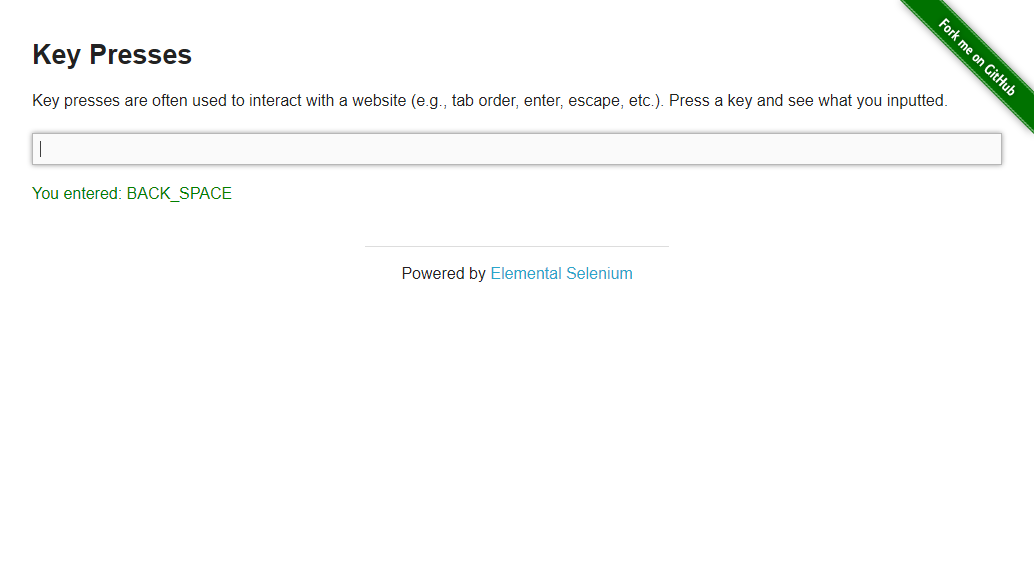 Fork me on GitHub
Key Presses
Key presses are often used to interact with a website (e.g., tab order, enter, escape, etc.). Press a key and see what you inputted.
You entered: BACK_SPACE
Powered by Elemental Selenium